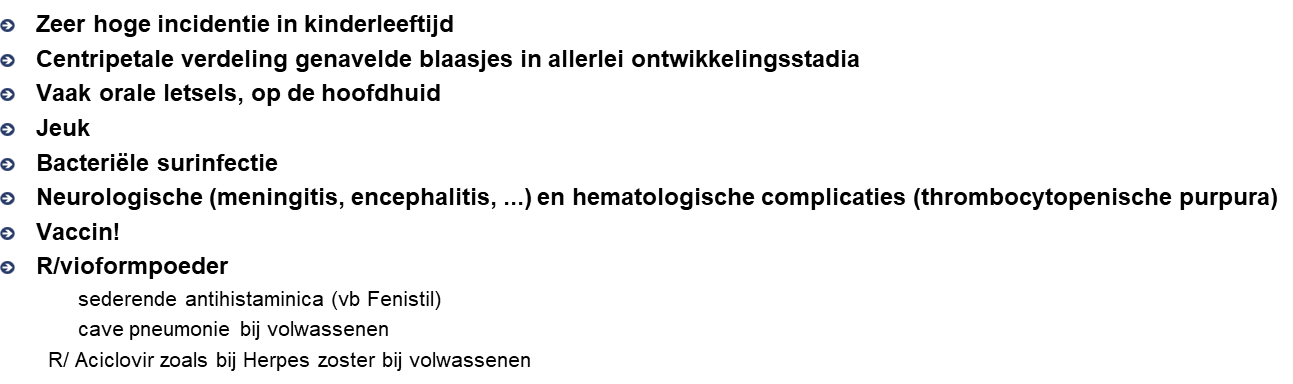 Zeer hoge incidentie in kinderleeftijd
Centripetale verdeling genavelde blaasjes in allerlei ontwikkelingsstadia
Vaak orale letsels, op de hoofdhuid
Jeuk
Bacteriële surinfectie
Neurologische (meningitis, encephalitis, ...) en hematologische complicaties (thrombocytopenische purpura)
Vaccin!
R/vioformpoeder
sederende antihistaminica (vb Fenistil)
cave pneumonie bij volwassenen
R/ Aciclovir zoals bij Herpes zoster bij volwassenen